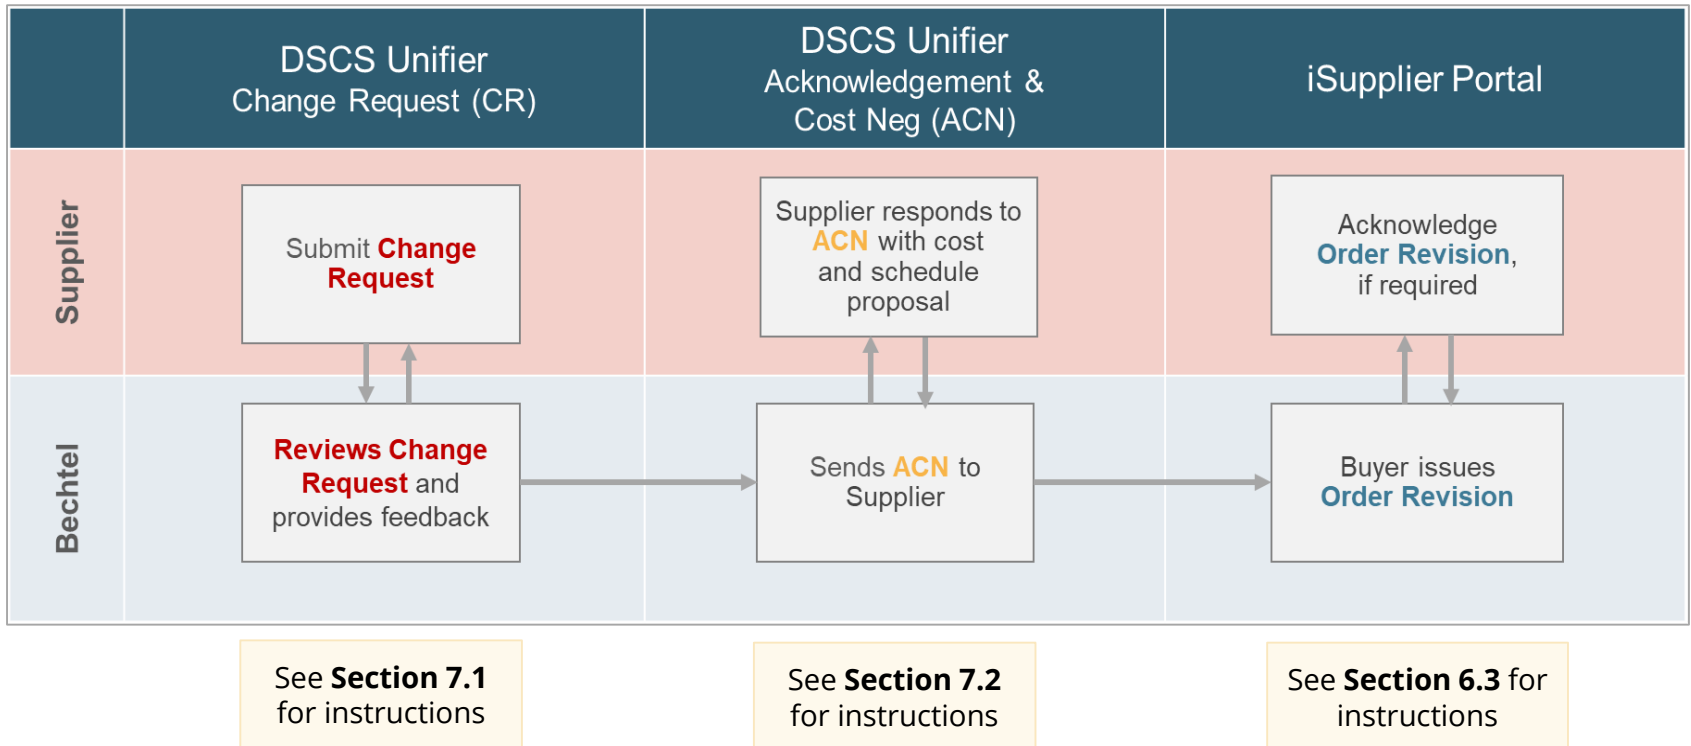 DSCS Unifier
Change Request (CR)
DSCS Unifier
Acknowledgement &
Cost Neg (ACN)
iSupplier Portal
Supplier
Submit Change
Request
Supplier responds to
ACN with cost
and schedule
proposal
Acknowledge
Order Revision,
if required
Bechtel
Reviews Change
Request and
provides feedback
Sends ACN to
Supplier
Buyer issues
Order Revision
See Section 7.1
for instructions
See Section 7.2
for instructions
See Section 6.3 for
instructions